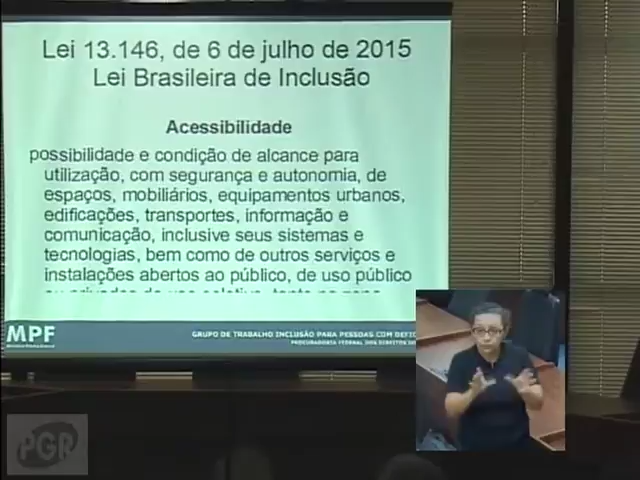 Lei 13.146, de 6 de julho de 2015
Lei Brasileira de Inclusão
Acessibilidade
possibilidade e condição de alcance para
utilização, com segurança e autonomia, de
espaços, mobiliários, equipamentos urbanos,
edificações, transportes, informação e
comunicação, inclusive seus sistemas e
tecnologias, bem como de outros serviços e
instalações abertos ao público, de uso público
MPF
GRUPO DE TRABALHO INCLUSÃO PARA PESSOAS COM
PROCURADORIA FEDERAL DOS DIREITOS
PGR